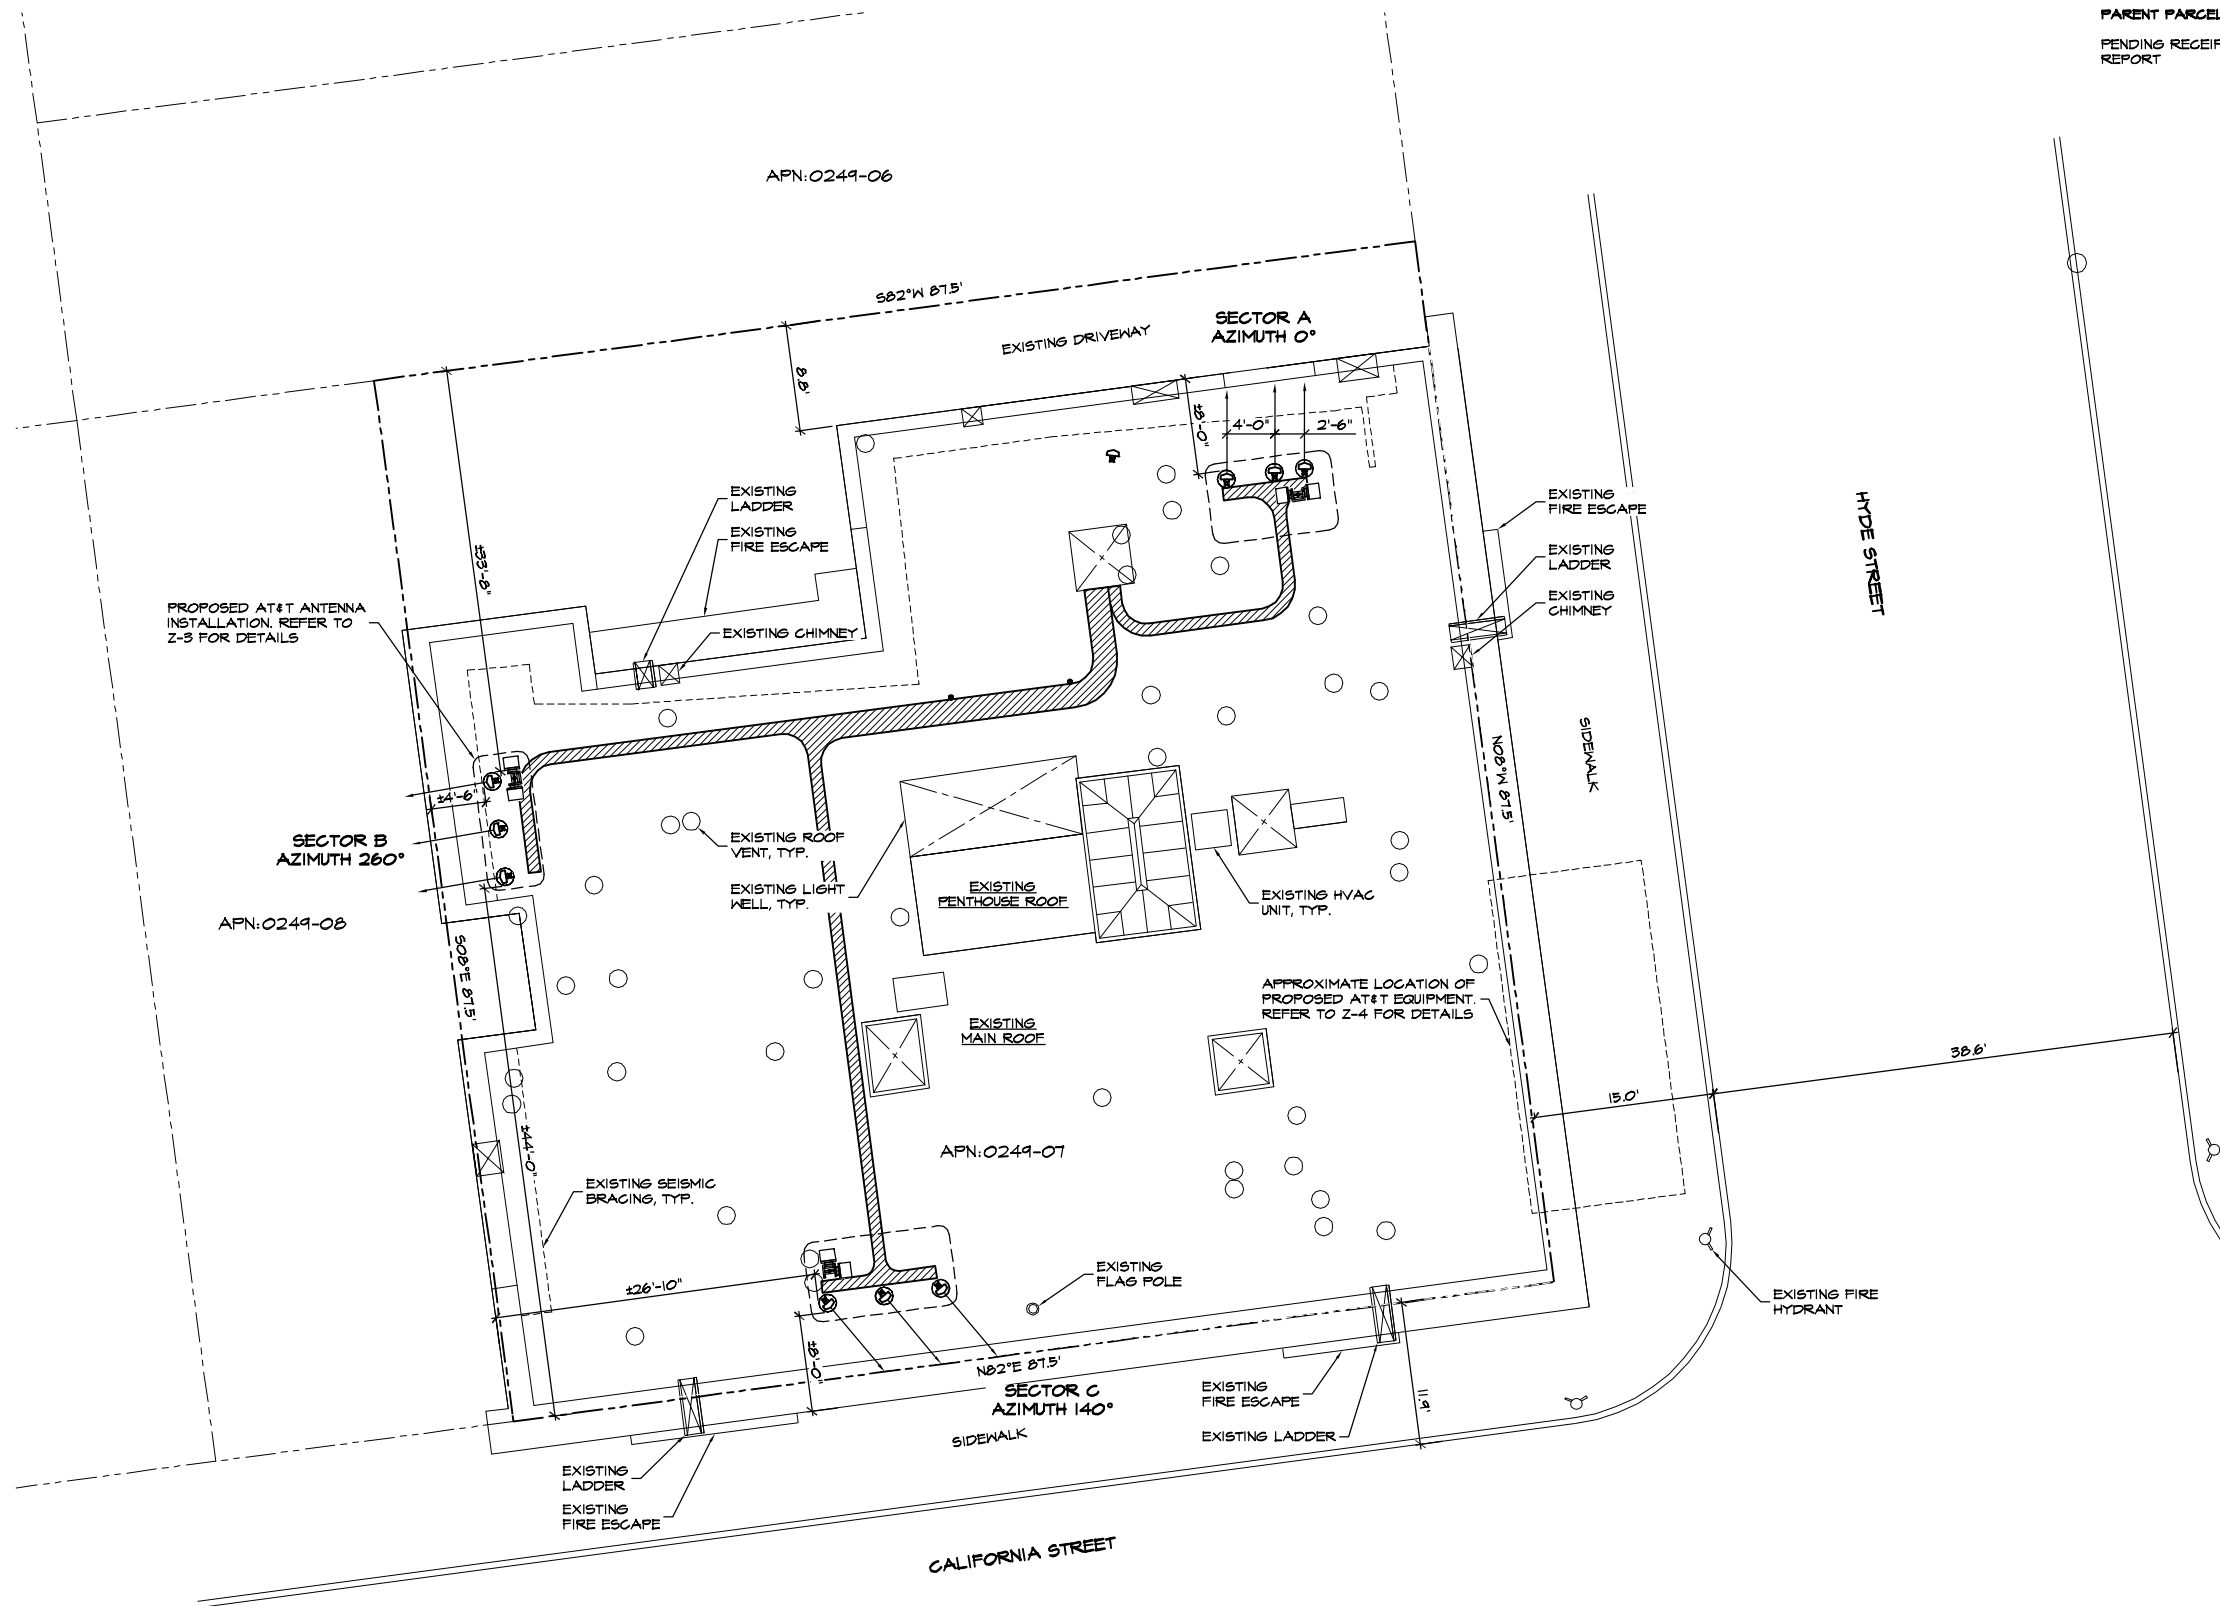 PARENT PARCEL
PENDING
REPORT
APN:0249-06
S82°W 87.5'
SECTOR A
AZIMUTH 0°
EXISTING DRIVEWAY
8.8'
±8'-0"
4'-0"
2'-6"
EXISTING
LADDER
EXISTING
FIRE ESCAPE
EXISTING CHIMNEY
±33'-8"
PROPOSED AT&T ANTENNA
INSTALLATION. REFER TO
Z-3 FOR DETAILS
EXISTING
FIRE ESCAPE
EXISTING
LADDER
EXISTING
CHIMNEY
HYDE STREET
SIDEWALK
N08°W 87.5'
±4'-6"
SECTOR B
AZIMUTH 260°
APN:0249-08
S08°E 87.5'
EXISTING ROOF
VENT, TYP.
EXISTING LIGHT
WELL, TYP.
EXISTING
PENTHOUSE ROOF
EXISTING HVAC
UNIT, TYP.
EXISTING
MAIN ROOF
APPROXIMATE LOCATION OF
PROPOSED AT&T EQUIPMENT.
REFER TO Z-4 FOR DETAILS
38.6'
15.0'
±44'-0"
APN:0249-07
EXISTING SEISMIC
BRACING, TYP.
±26'-10"
EXISTING
FLAG POLE
EXISTING FIRE
HYDRANT
±8'-0"
N82°E 87.5'
SECTOR C
AZIMUTH 140°
SIDEWALK
EXISTING
FIRE ESCAPE
EXISTING LADDER
11.9'
EXISTING
LADDER
EXISTING
FIRE ESCAPE
CALIFORNIA STREET